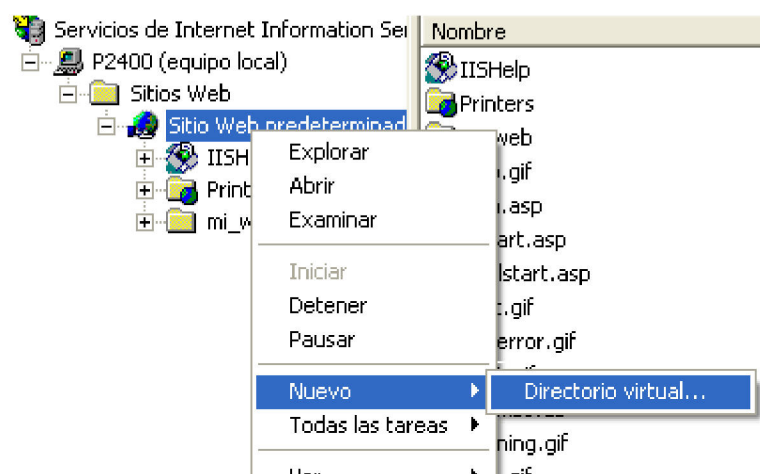 Servicios de Internet Information Ser
Nombre
P2400 (equipo local)
Sitios Web
Sitio Web predeterminad
IISH
Print
mi_w
IISHelp
Printers
web
.gif
.asp
art.asp
lstart.asp
.gif
error.gif
ning.gif
.gif
Explorar
Abrir
Examinar
Iniciar
Detener
Pausar
Nuevo
Todas las tareas
Directorio virtual...